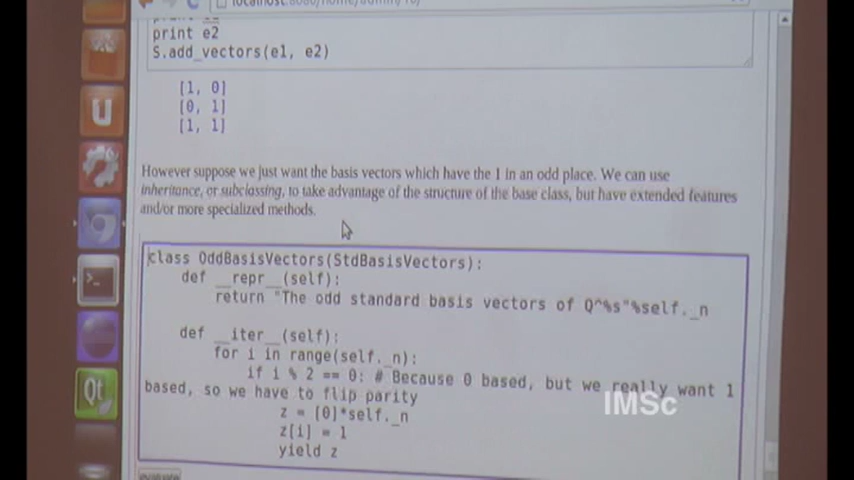 localhost:8080/home/admin/
print e2
S.add_vectors(e1, e2)
[1, 0]
[0, 1]
[1, 1]
However suppose we just want the basis vectors which have the 1 in an odd place. We can use
inheritance, or subclassing, to take advantage of the structure of the base class, but have extended features
and/or more specialized methods.
class OddBasisVectors(StdBasisVectors):
def __repr__(self):
return "The odd standard basis vectors of Q^%s"%self._n
def __iter__(self):
for i in range(self._n):
if i % 2 == 0: # Because 0 based, but we really want 1
based, so we have to flip parity
z = [0]*self._n
z[i] = 1
yield z
IMSc
evaluate
U
Qt